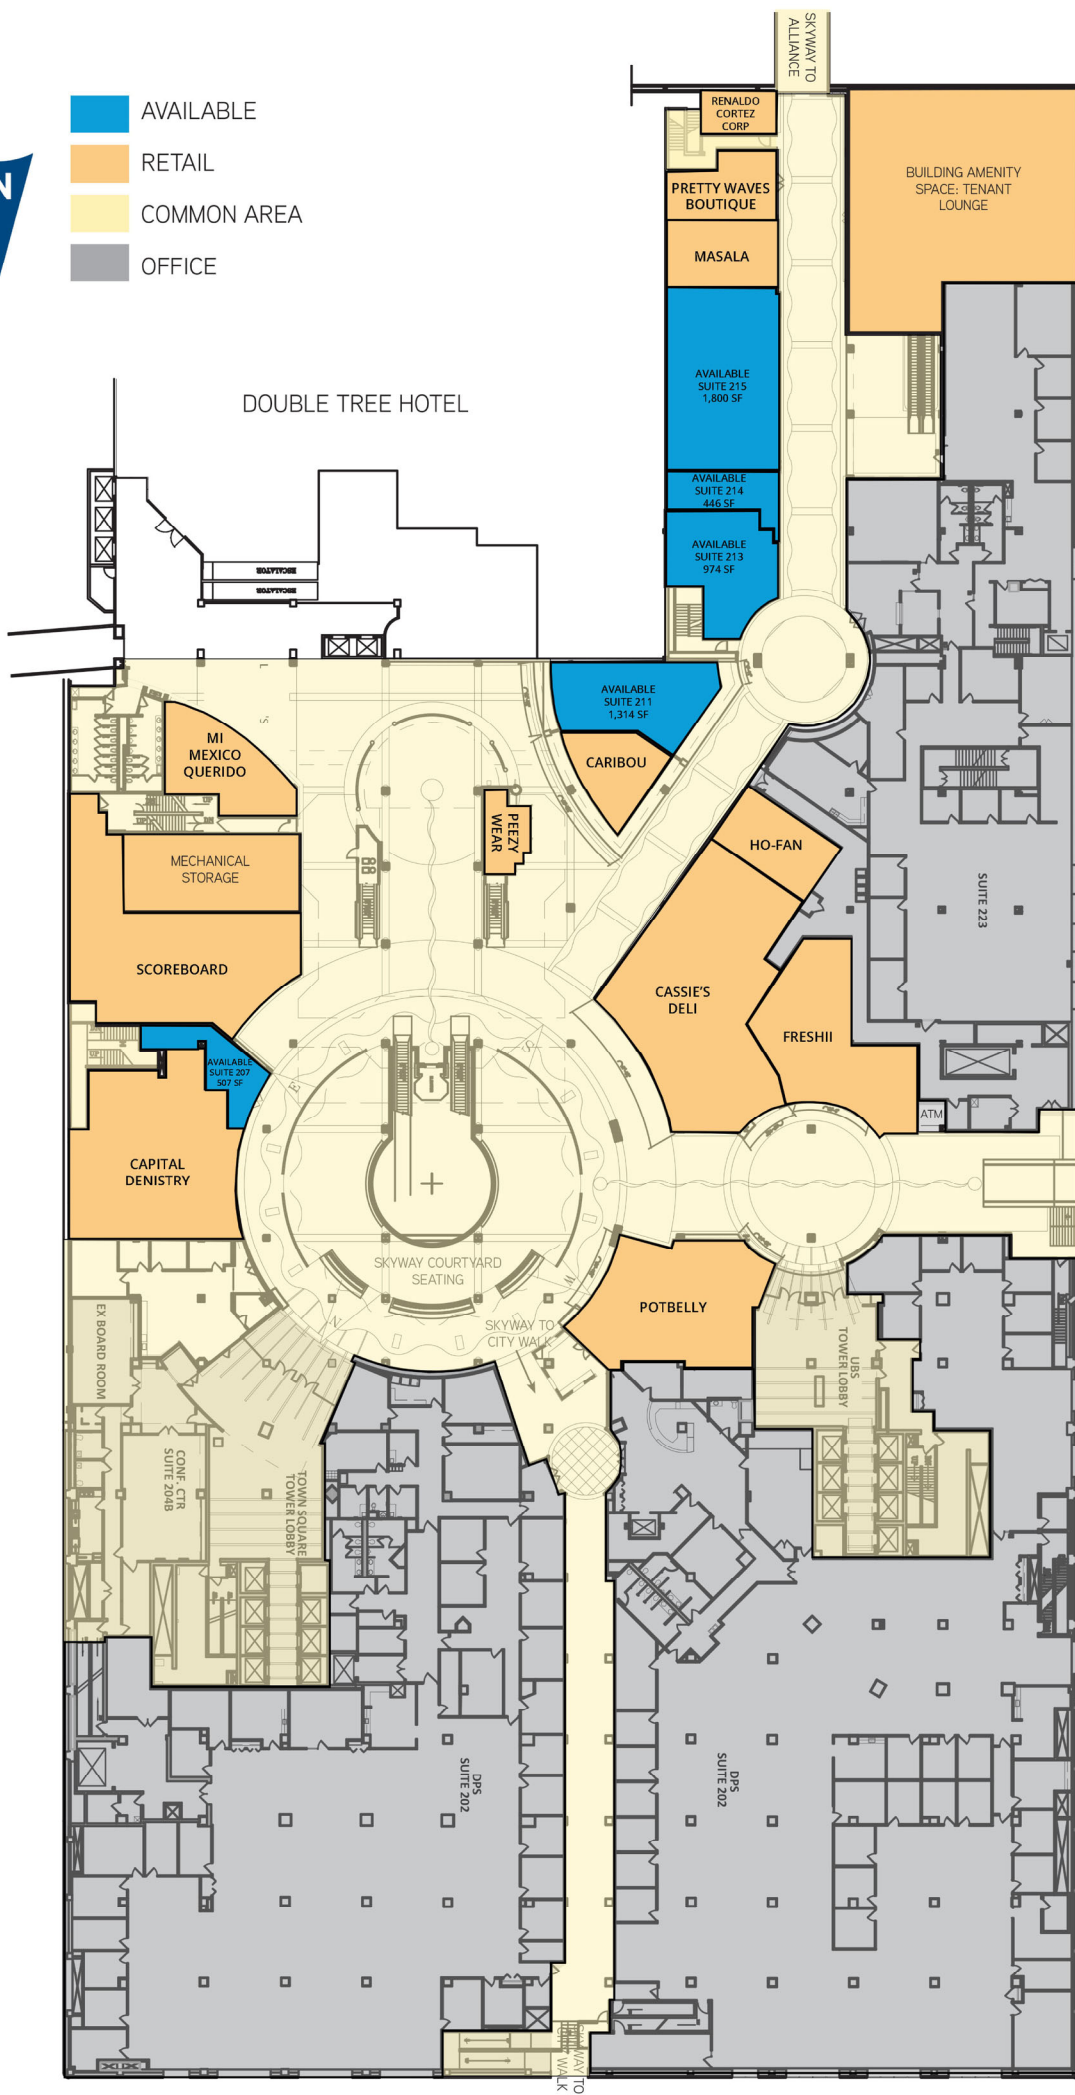 SKYWAY TO
ALLIANCE
N
AVAILABLE
RETAIL
COMMON AREA
OFFICE
RENALDO
CORTEZ
CORP
PRETTY WAVES
BOUTIQUE
MASALA
BUILDING AMENITY
SPACE: TENANT
LOUNGE
AVAILABLE
SUITE 215
1,800 SF
DOUBLE TREE HOTEL
AVAILABLE
SUITE 214
446 SF
AVAILABLE
SUITE 213
974 SF
ESCALATOR
ESCALATOR
AVAILABLE
SUITE 211
1,314 SF
CARIBOU
MI
MEXICO
QUERIDO
PEEZY
WEAR
HO-FAN
MECHANICAL
STORAGE
SCOREBOARD
CASSIE'S
DELI
FRESHII
SUITE 223
AVAILABLE
SUITE 207
507 SF
ATM
CAPITAL
DENISTRY
SKYWAY COURTYARD
SEATING
SKYWAY TO
CITY WALK
POTBELLY
EX BOARD ROOM
UBS
TOWER LOBBY
CONF. CTR
SUITE 204B
TOWN SQUARE
TOWER LOBBY
DPS
SUITE 202
DPS
SUITE 202
SKYWAY TO
WALK